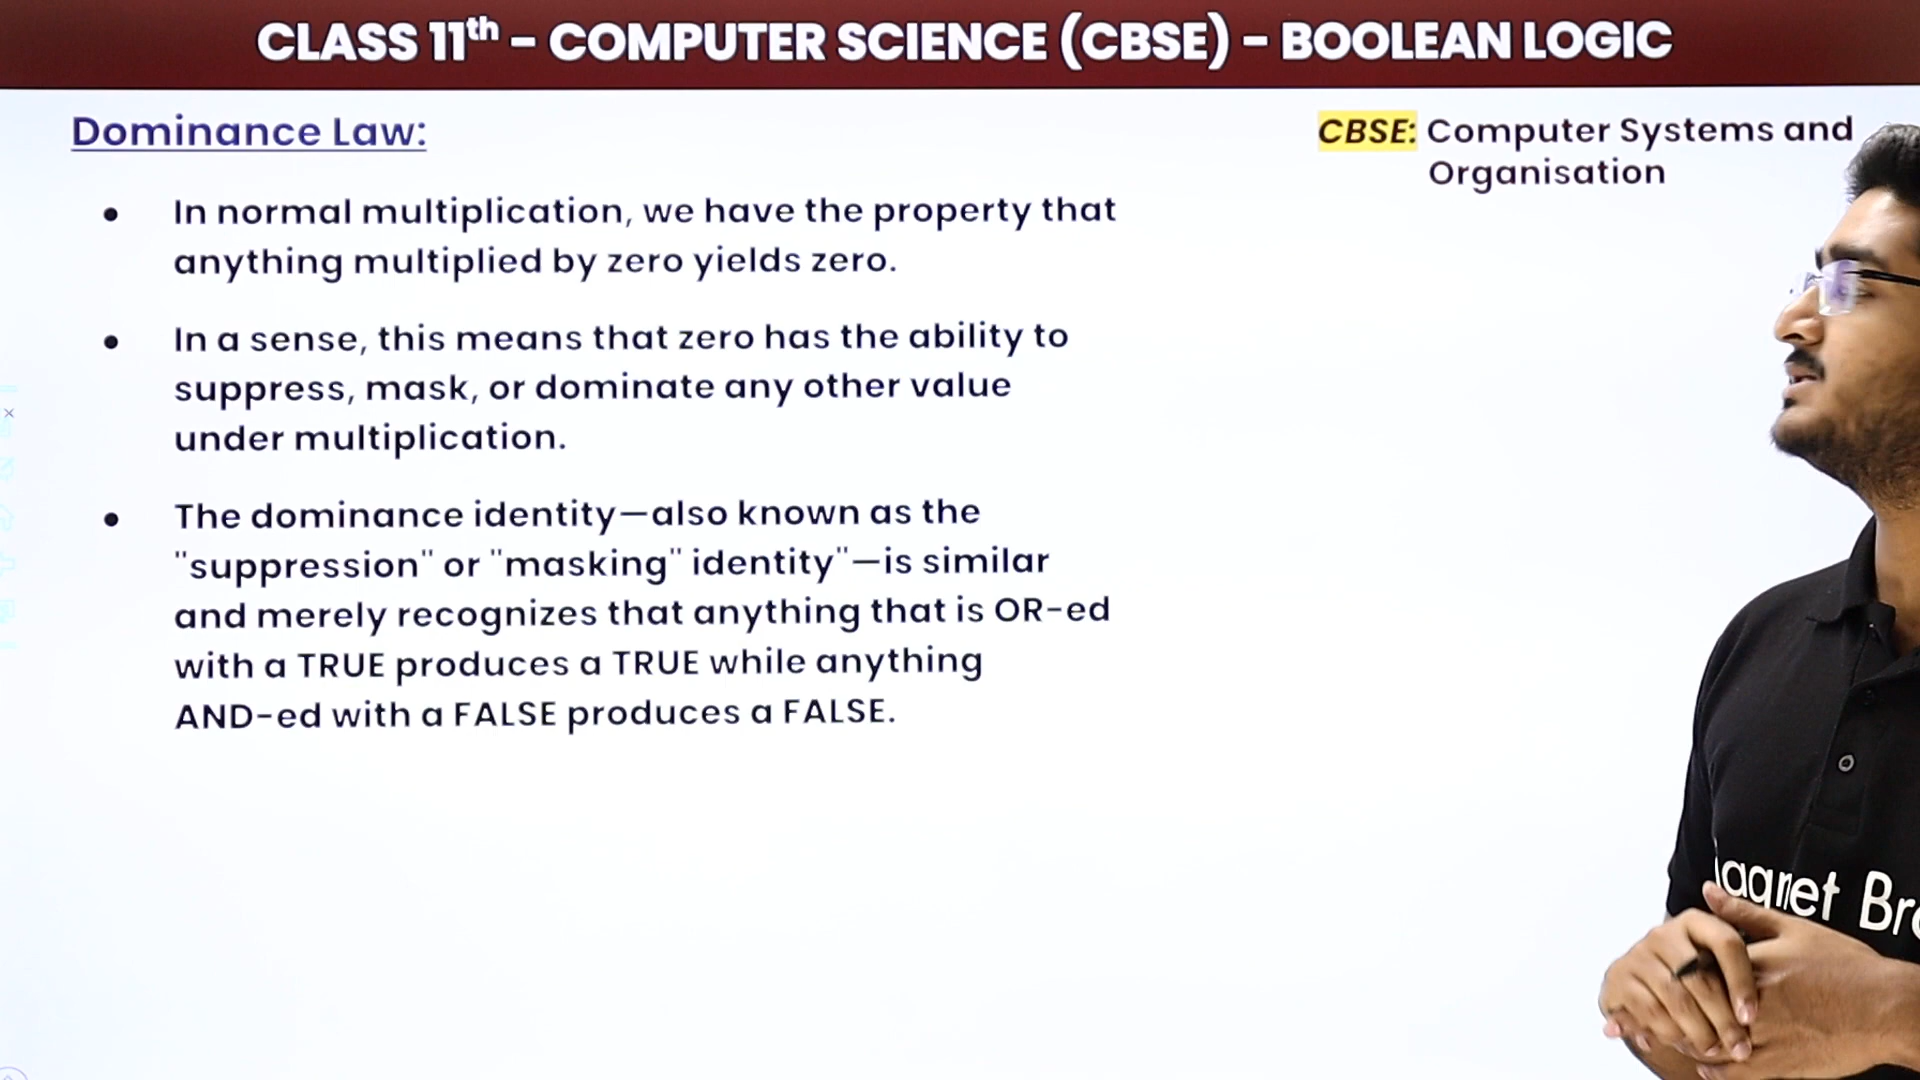 CLASS 11th - COMPUTER SCIENCE (CBSE) - BOOLEAN LOGIC
Dominance Law:
CBSE: Computer Systems and
Organisation
• In normal multiplication, we have the property that
anything multiplied by zero yields zero.
• In a sense, this means that zero has the ability to
suppress, mask, or dominate any other value
under multiplication.
• The dominance identity—also known as the
"suppression" or "masking" identity"—is similar
and merely recognizes that anything that is OR-ed
with a TRUE produces a TRUE while anything
AND-ed with a FALSE produces a FALSE.